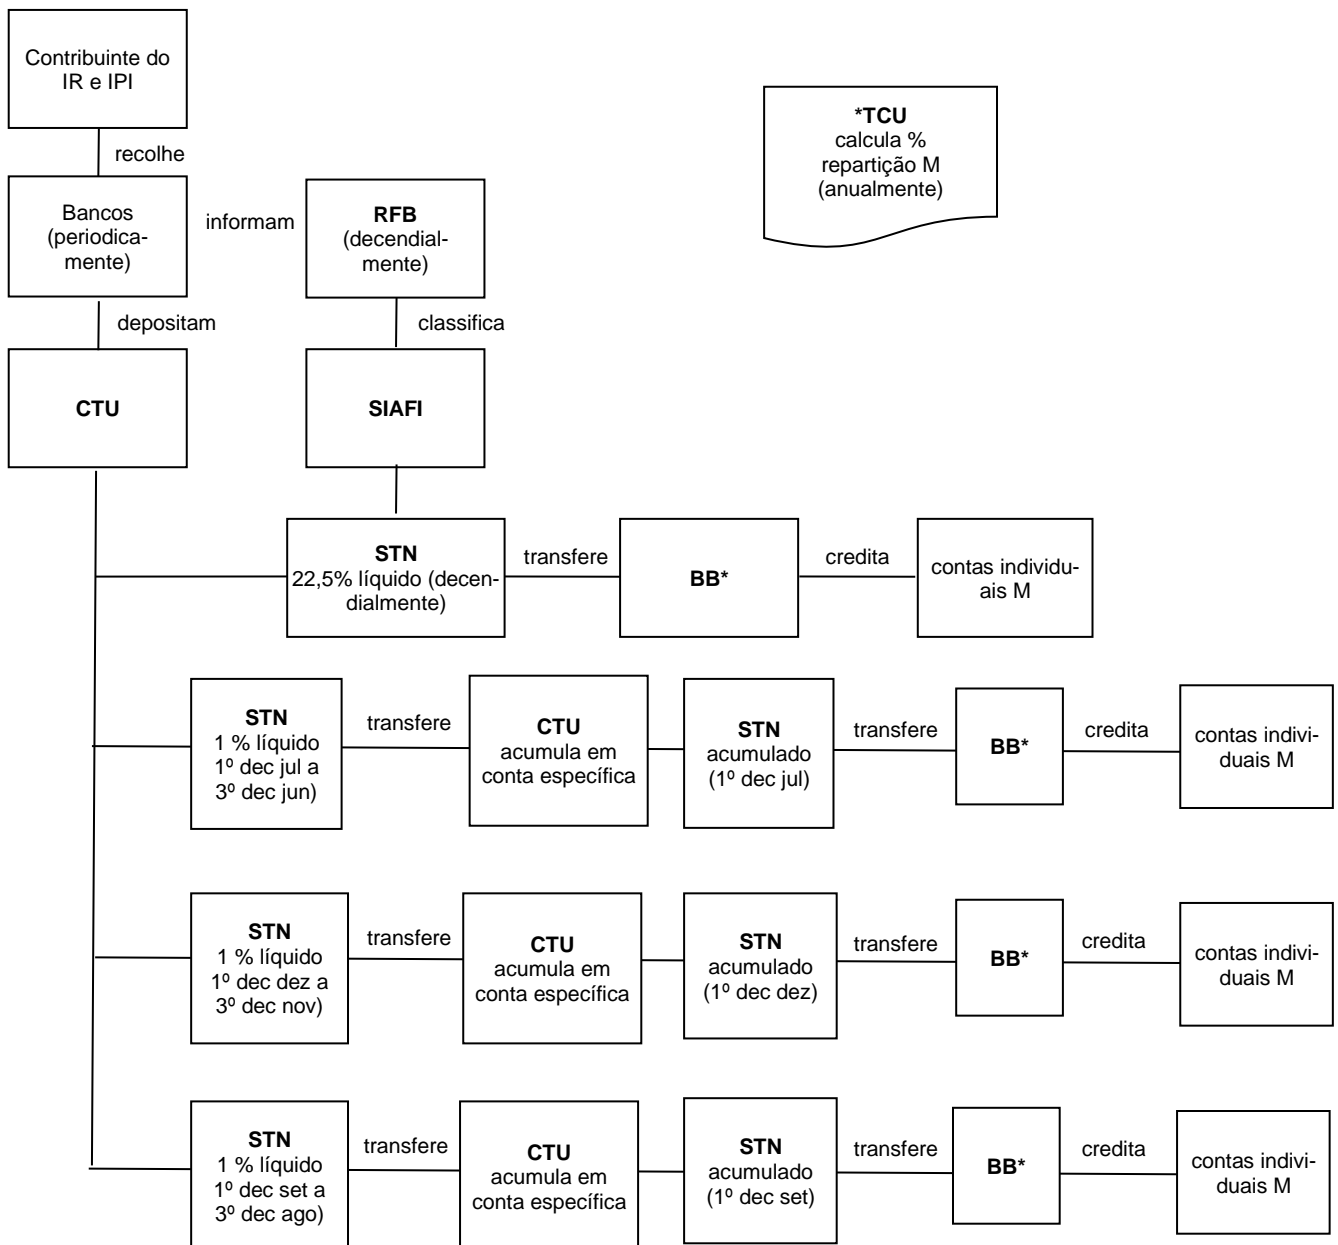 Contribuinte do
IR e IPI
recolhe
Bancos
(periodica-
mente)
informam
RFB
(decendial-
mente)
*TCU
calcula %
repartição M
(anualmente)
depositam
classifica
CTU
SIAFI
STN
22,5% líquido (decen-
dialmente)
transfere
BB*
credita
contas individu-
ais M
STN
1 % líquido
1º dec jul a
3º dec jun)
transfere
CTU
acumula em
conta específica
STN
acumulado
(1º dec jul)
transfere
BB*
credita
contas indivi-
duais M
STN
1 % líquido
1º dec dez a
3º dec nov)
transfere
CTU
acumula em
conta específica
STN
acumulado
(1º dec dez)
transfere
BB*
credita
contas indivi-
duais M
STN
1 % líquido
1º dec set a
3º dec ago)
transfere
CTU
acumula em
conta específica
STN
acumulado
(1º dec set)
transfere
BB*
credita
contas indivi-
duais M